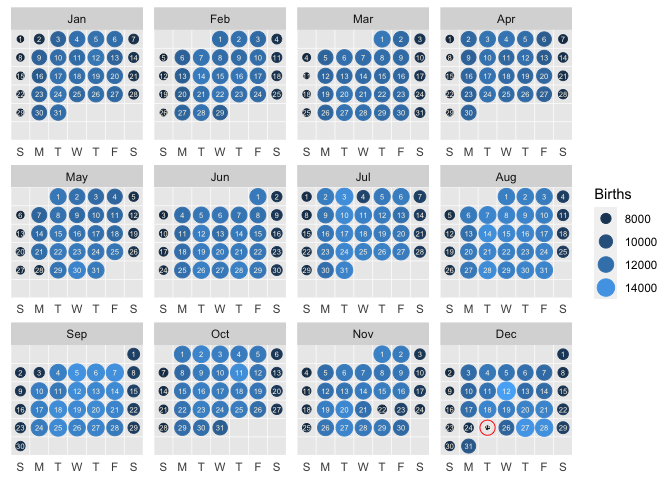 Jan
1 2 3 4 5 6 7
8 9 10 11 12 13 14
15 16 17 18 19 20 21
22 23 24 25 26 27 28
29 30 31
S M T W T F S
Feb
1 2 3 4
5 6 7 8 9 10 11
12 13 14 15 16 17 18
19 20 21 22 23 24 25
26 27 28 29
S M T W T F S
Mar
1 2 3
4 5 6 7 8 9 10
11 12 13 14 15 16 17
18 19 20 21 22 23 24
25 26 27 28 29 30 31
S M T W T F S
Apr
1 2 3 4 5 6 7
8 9 10 11 12 13 14
15 16 17 18 19 20 21
22 23 24 25 26 27 28
29 30
S M T W T F S
May
1 2 3 4 5
6 7 8 9 10 11 12
13 14 15 16 17 18 19
20 21 22 23 24 25 26
27 28 29 30 31
S M T W T F S
Jun
1 2
3 4 5 6 7 8 9
10 11 12 13 14 15 16
17 18 19 20 21 22 23
24 25 26 27 28 29 30
S M T W T F S
Jul
1 2 3 4 5 6 7
8 9 10 11 12 13 14
15 16 17 18 19 20 21
22 23 24 25 26 27 28
29 30 31
S M T W T F S
Aug
1 2 3 4
5 6 7 8 9 10 11
12 13 14 15 16 17 18
19 20 21 22 23 24 25
26 27 28 29 30 31
S M T W T F S
Births
8000
10000
12000
14000
Sep
1
2 3 4 5 6 7 8
9 10 11 12 13 14 15
16 17 18 19 20 21 22
23 24 25 26 27 28 29
30
S M T W T F S
Oct
1 2 3 4 5 6
7 8 9 10 11 12 13
14 15 16 17 18 19 20
21 22 23 24 25 26 27
28 29 30 31
S M T W T F S
Nov
1 2 3
4 5 6 7 8 9 10
11 12 13 14 15 16 17
18 19 20 21 22 23 24
25 26 27 28 29 30
S M T W T F S
Dec
1
2 3 4 5 6 7 8
9 10 11 12 13 14 15
16 17 18 19 20 21 22
23 24 26 27 28 29
30 31
S M T W T F S